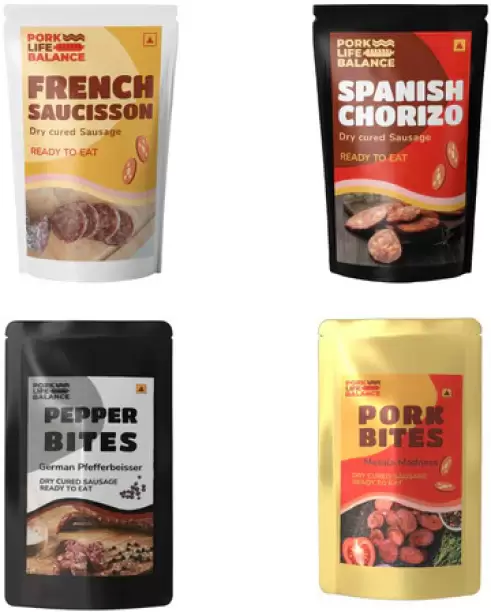 PORK
LIFE
BALANCE
FRENCH
SAUCISSON
Dry cured Sausage
READY TO EAT
PORK
LIFE
BALANCE
SPANISH
CHORIZO
Dry cured Sausage
READY TO EAT
PORK
LIFE
BALANCE
PEPPER
BITES
German Pfefferbeisser
DRY CURED SAUSAGE
READY TO EAT
PORK
LIFE
BALANCE
PORK
BITES
DRY CURED SAUSAGE
READY TO EAT